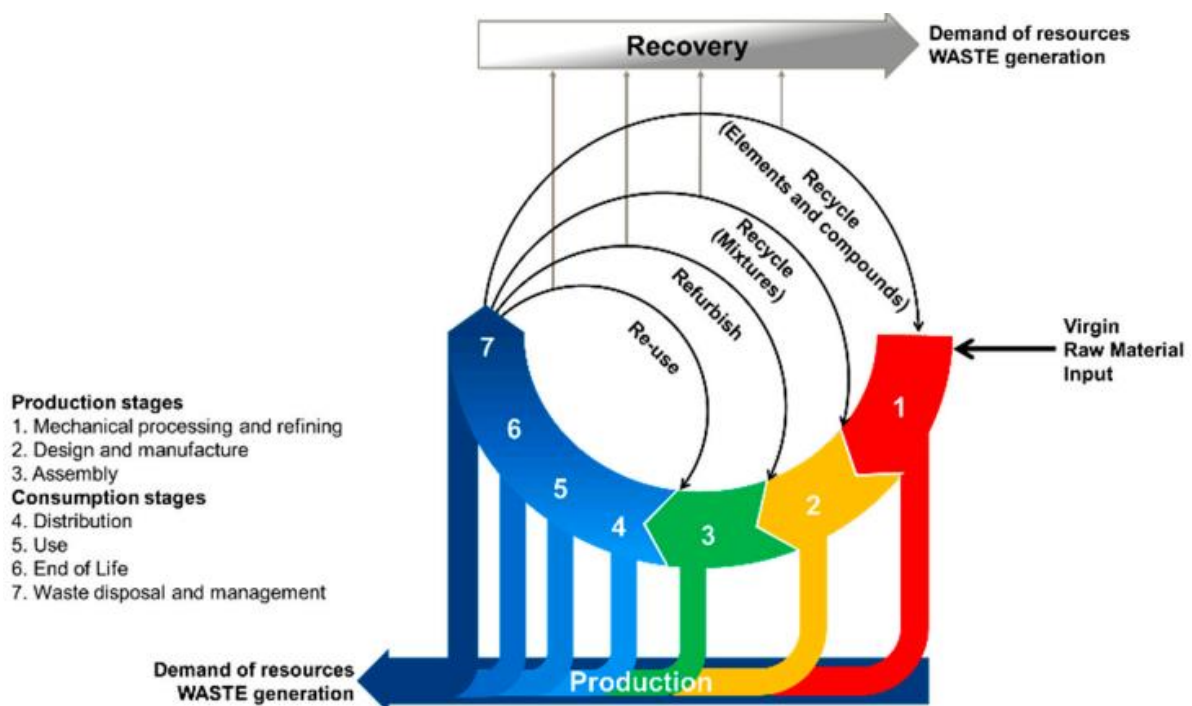 Recovery
Demand of resources
WASTE generation
Recycle
(Elements and compounds)
Recycle
(Mixtures)
Refurbish
Re-use
Virgin
Raw Material
Input
7
6
5
4
3
2
1
Production stages
1. Mechanical processing and refining
2. Design and manufacture
3. Assembly
Consumption stages
4. Distribution
5. Use
6. End of Life
7. Waste disposal and management
Demand of resources
WASTE generation
Production